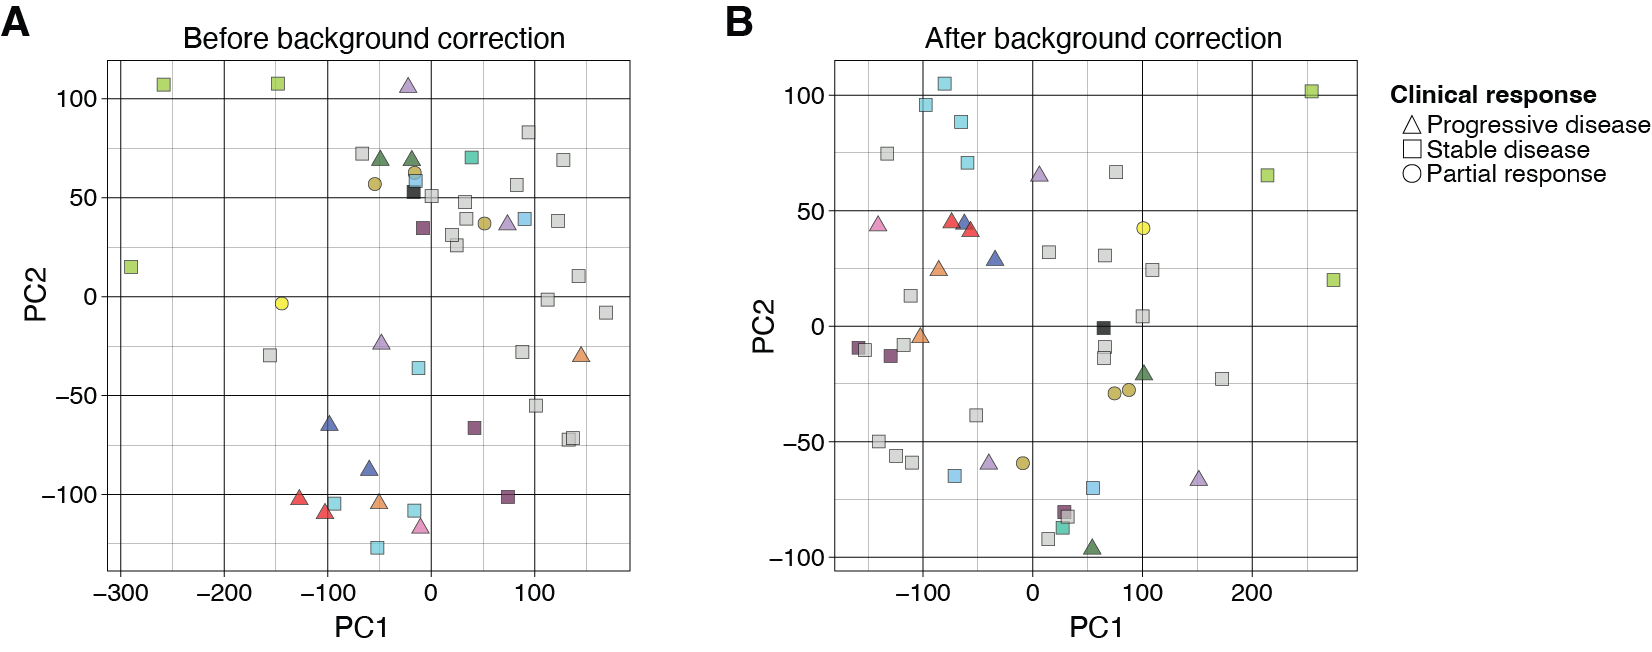 A
Before background correction
100
50
0
−50
−100
−300
−200
−100
0
100
PC1
PC2
B
After background correction
100
50
0
−50
−100
−100
0
100
200
PC1
PC2
Clinical response
Progressive disease
Stable disease
Partial response